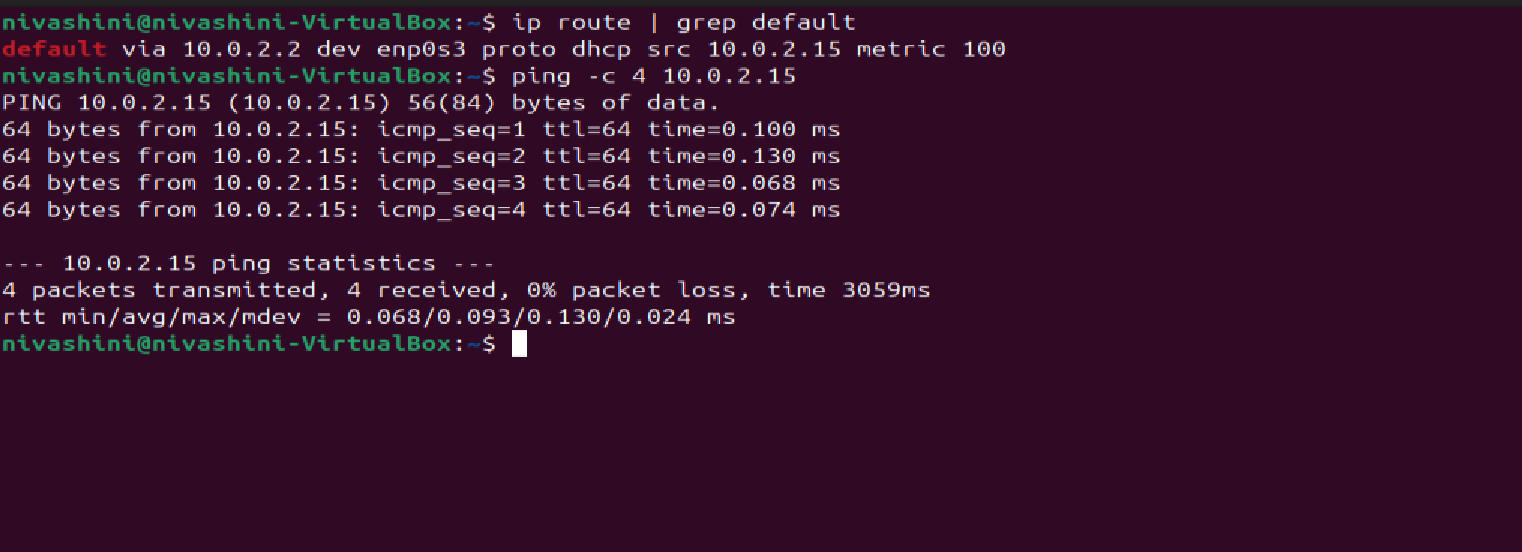 nivashini@nivashini-VirtualBox:~$ ip route | grep default
default via 10.0.2.2 dev enp0s3 proto dhcp src 10.0.2.15 metric 100
nivashini@nivashini-VirtualBox:~$ ping -c 4 10.0.2.15
PING 10.0.2.15 (10.0.2.15) 56(84) bytes of data.
64 bytes from 10.0.2.15: icmp_seq=1 ttl=64 time=0.100 ms
64 bytes from 10.0.2.15: icmp_seq=2 ttl=64 time=0.130 ms
64 bytes from 10.0.2.15: icmp_seq=3 ttl=64 time=0.068 ms
64 bytes from 10.0.2.15: icmp_seq=4 ttl=64 time=0.074 ms
--- 10.0.2.15 ping statistics ---
4 packets transmitted, 4 received, 0% packet loss, time 3059ms
rtt min/avg/max/mdev = 0.068/0.093/0.130/0.024 ms
nivashini@nivashini-VirtualBox:~$